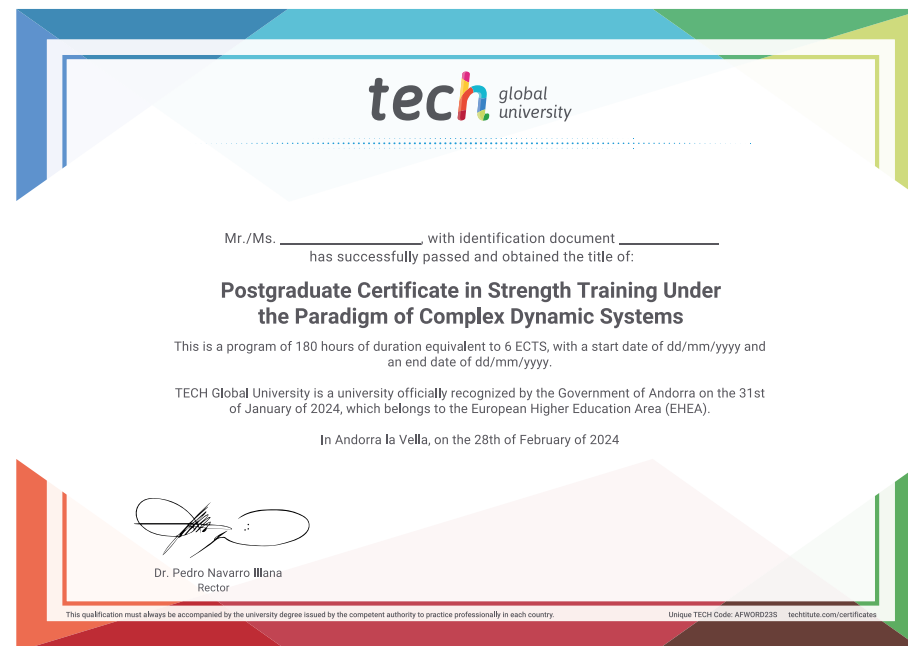 tech global university
Mr./Ms. ____________________, with identification document ______________
has successfully passed and obtained the title of:
Postgraduate Certificate in Strength Training Under
the Paradigm of Complex Dynamic Systems
This is a program of 180 hours of duration equivalent to 6 ECTS, with a start date of dd/mm/yyyy and
an end date of dd/mm/yyyy.
TECH Global University is a university officially recognized by the Government of Andorra on the 31st
of January of 2024, which belongs to the European Higher Education Area (EHEA).
In Andorra la Vella, on the 28th of February of 2024
Dr. Pedro Navarro Illana
Rector
This qualification must always be accompanied by the university degree issued by the competent authority to practice professionally in each country. Unique TECH Code: AFWORD23S techtitute.com/certificates